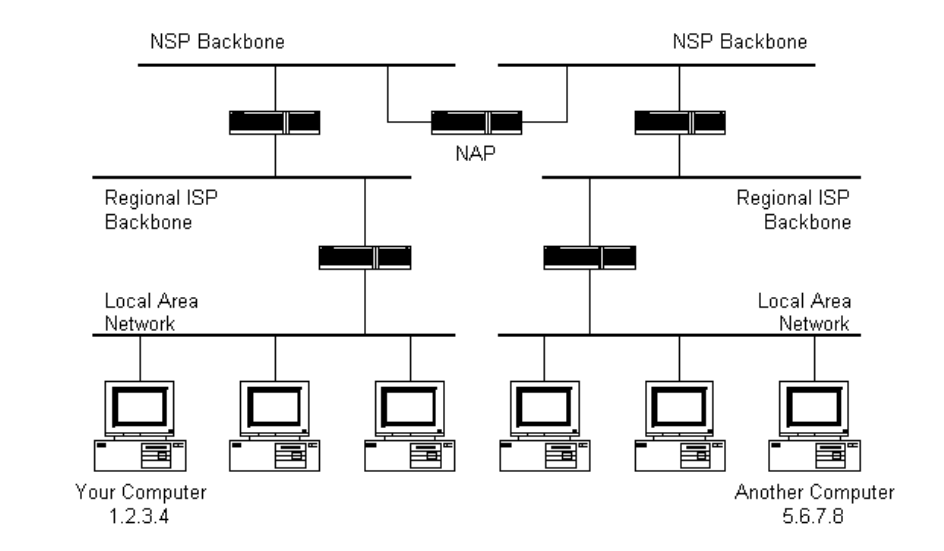 NSP Backbone
NSP Backbone
NAP
Regional ISP
Backbone
Regional ISP
Backbone
Local Area
Network
Local Area
Network
Your Computer
1.2.3.4
Another Computer
5.6.7.8